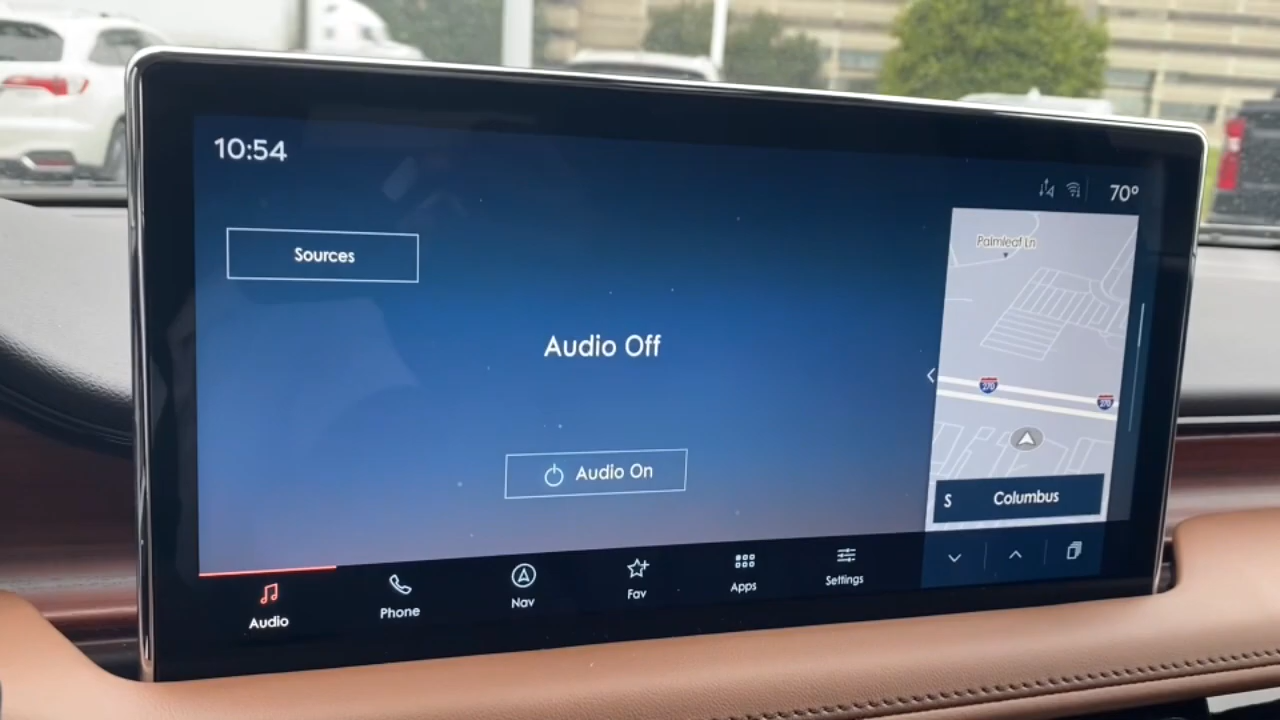 10:54
70°
Sources
Palmleaf Ln
Audio Off
270
270
Audio On
S Columbus
Audio
Phone
Nav
Fav
Apps
Settings